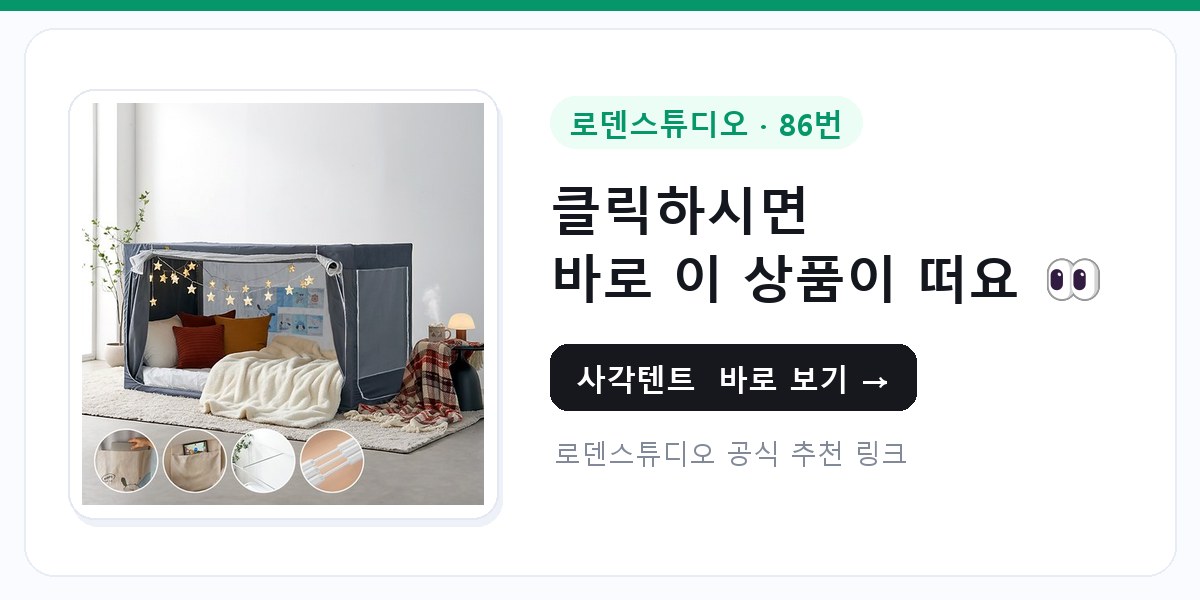 로덴스튜디오 · 86번
클릭하시면
바로 이 상품이 떠요 👀
사각텐트 바로 보기 →
로덴스튜디오 공식 추천 링크